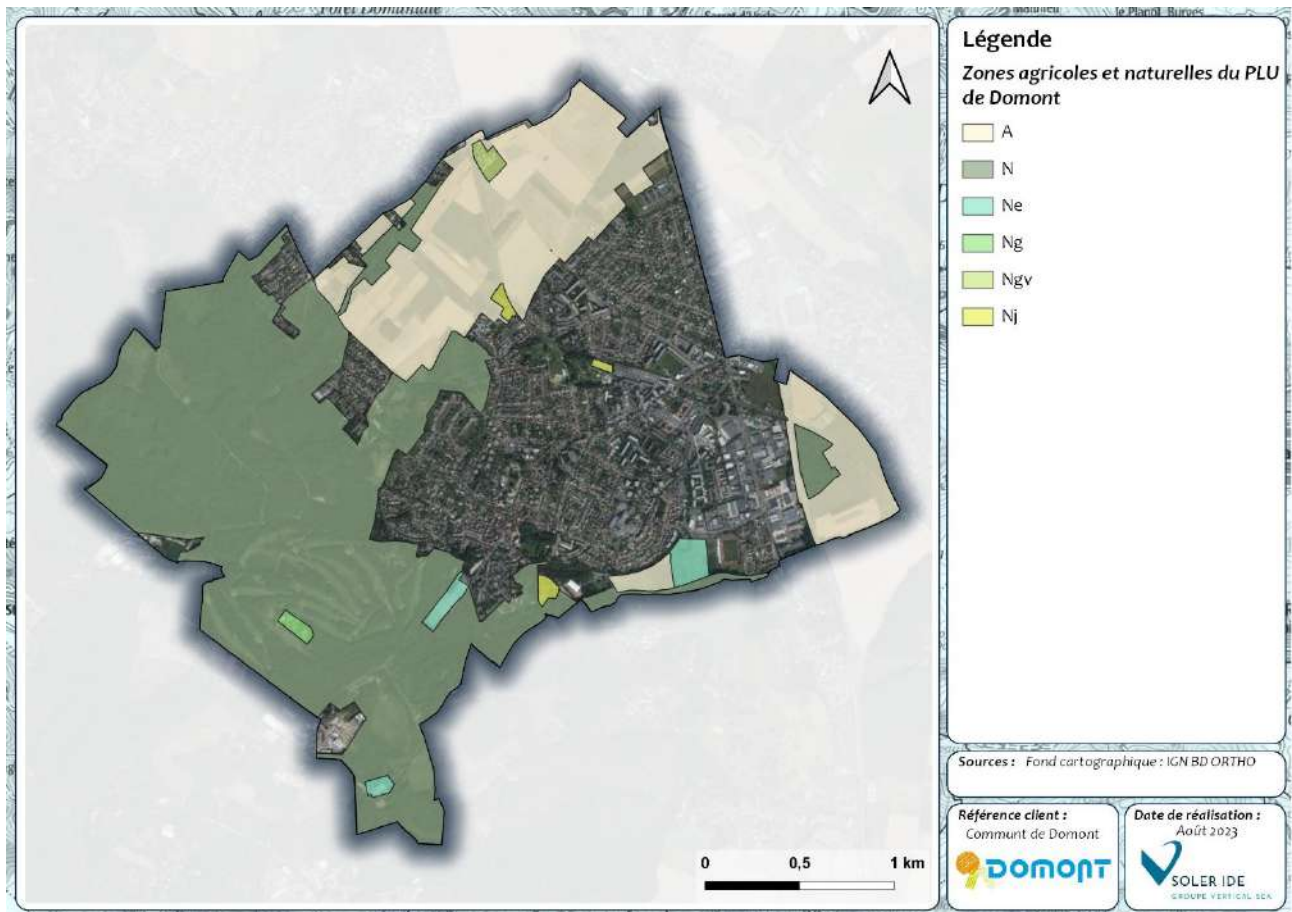 Légende
Zones agricoles et naturelles du PLU
de Domont
A
N
Ne
Ng
Ngv
Nj
0 0,5 1 km
Sources : Fond cartographique : IGN BD ORTHO
Référence client :
Communt de Domont
DOMONT
Date de réalisation :
Août 2023
SOLER IDE
GROUPE VERTICAL SEA